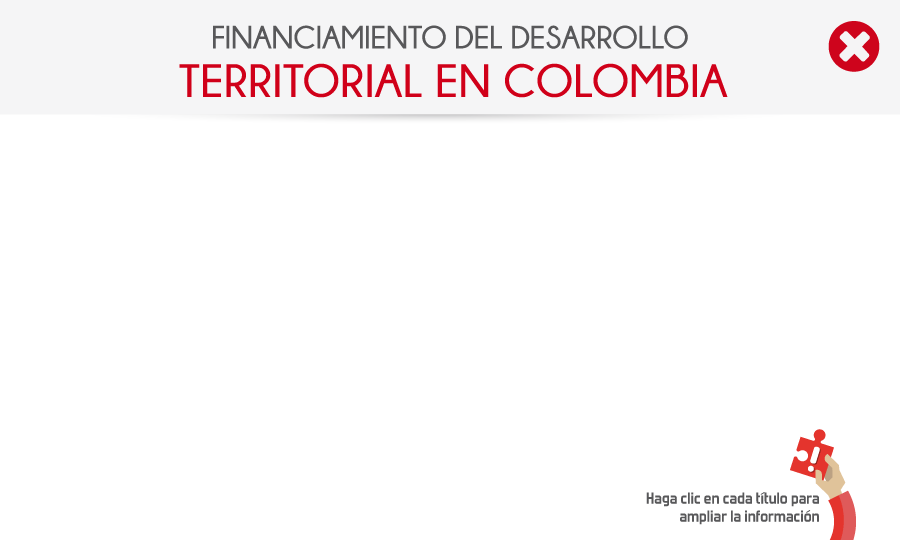 FINANCIAMIENTO DEL DESARROLLO
TERRITORIAL EN COLOMBIA
Haga clic en cada título para
ampliar la información